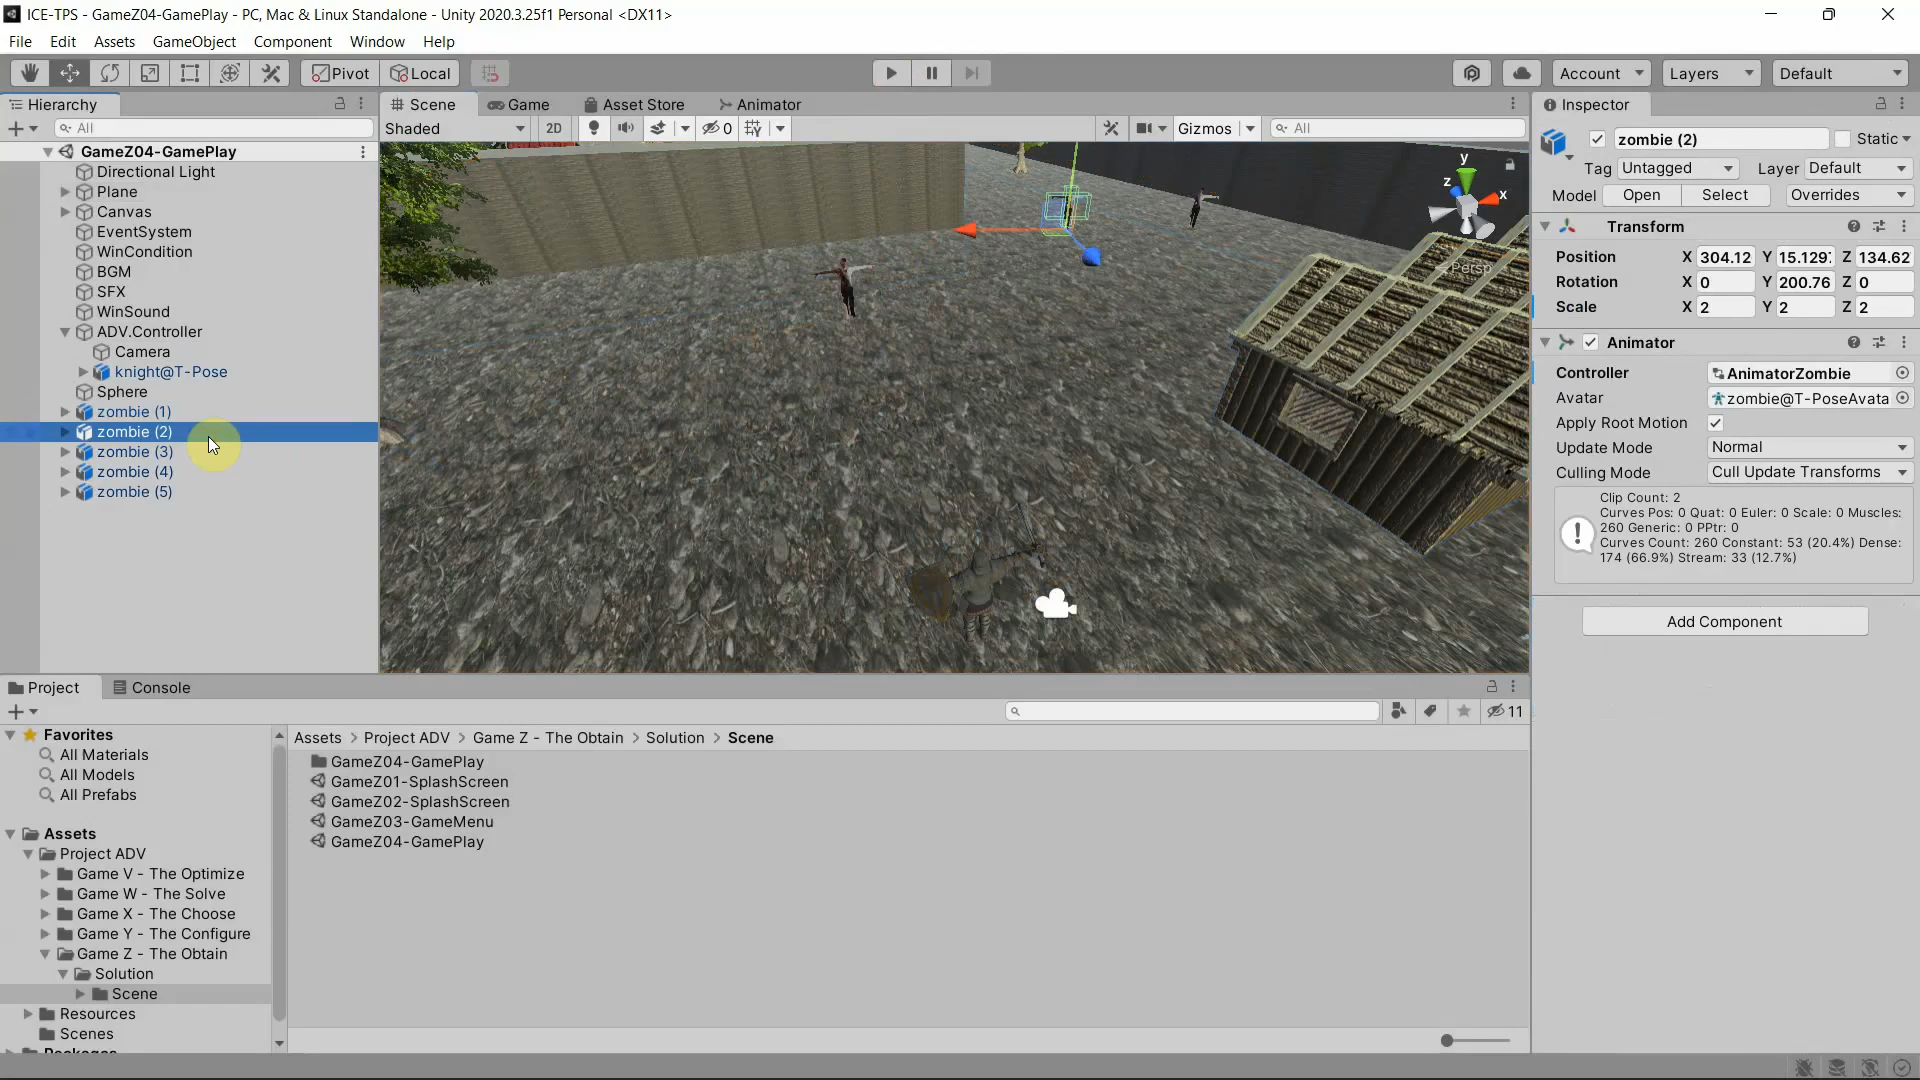 ICE-TPS - GameZ04-GamePlay - PC, Mac & Linux Standalone - Unity 2020.3.25f1 Personal <DX11>
File Edit Assets GameObject Component Window Help
Pivot Local Account Layers Default
Hierarchy
All
GameZ04-GamePlay
Directional Light
Plane
Canvas
EventSystem
WinCondition
BGM
SFX
WinSound
ADV.Controller
Camera
knight@T-Pose
Sphere
zombie (1)
zombie (2)
zombie (3)
zombie (4)
zombie (5)
Scene Game Asset Store Animator
Shaded 2D 0 Gizmos All
y
z x
Persp
Inspector
zombie (2) Static
Tag Untagged Layer Default
Model Open Select Overrides
Transform
Position X 304.12 Y 15.1297 Z 134.62
Rotation X 0 Y 200.76 Z 0
Scale X 2 Y 2 Z 2
Animator
Controller AnimatorZombie
Avatar zombie@T-PoseAvata
Apply Root Motion
Update Mode Normal
Culling Mode Cull Update Transforms
Clip Count: 2
Curves Pos: 0 Quat: 0 Euler: 0 Scale: 0 Muscles:
260 Generic: 0 PPtr: 0
Curves Count: 260 Constant: 53 (20.4%) Dense:
174 (66.9%) Stream: 33 (12.7%)
Add Component
Project Console
11
Favorites
All Materials
All Models
All Prefabs
Assets
Project ADV
Game V - The Optimize
Game W - The Solve
Game X - The Choose
Game Y - The Configure
Game Z - The Obtain
Solution
Scene
Resources
Scenes
Packages
Assets > Project ADV > Game Z - The Obtain > Solution > Scene
GameZ04-GamePlay
GameZ01-SplashScreen
GameZ02-SplashScreen
GameZ03-GameMenu
GameZ04-GamePlay